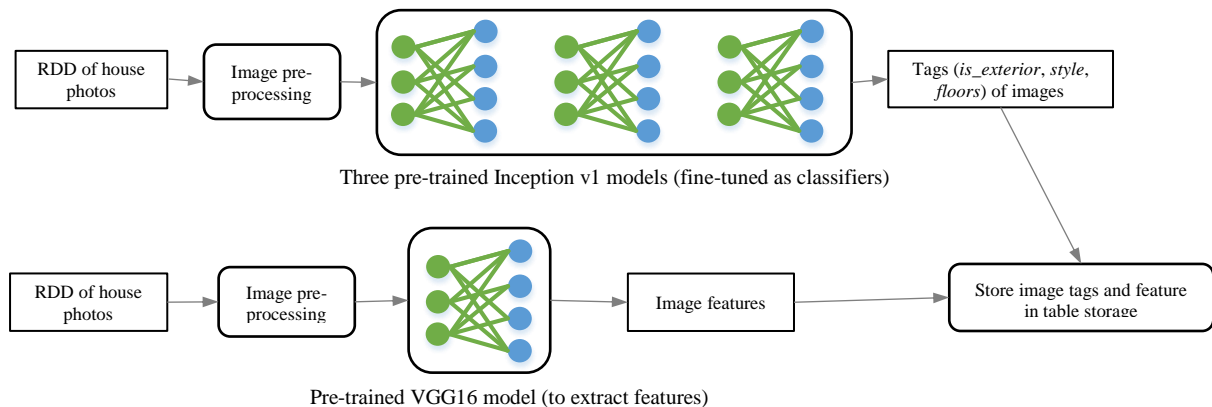 RDD of house
photos
Image pre-
processing
Tags (is_exterior, style,
floors) of images
Three pre-trained Inception v1 models (fine-tuned as classifiers)
RDD of house
photos
Image pre-
processing
Image features
Store image tags and feature
in table storage
Pre-trained VGG16 model (to extract features)